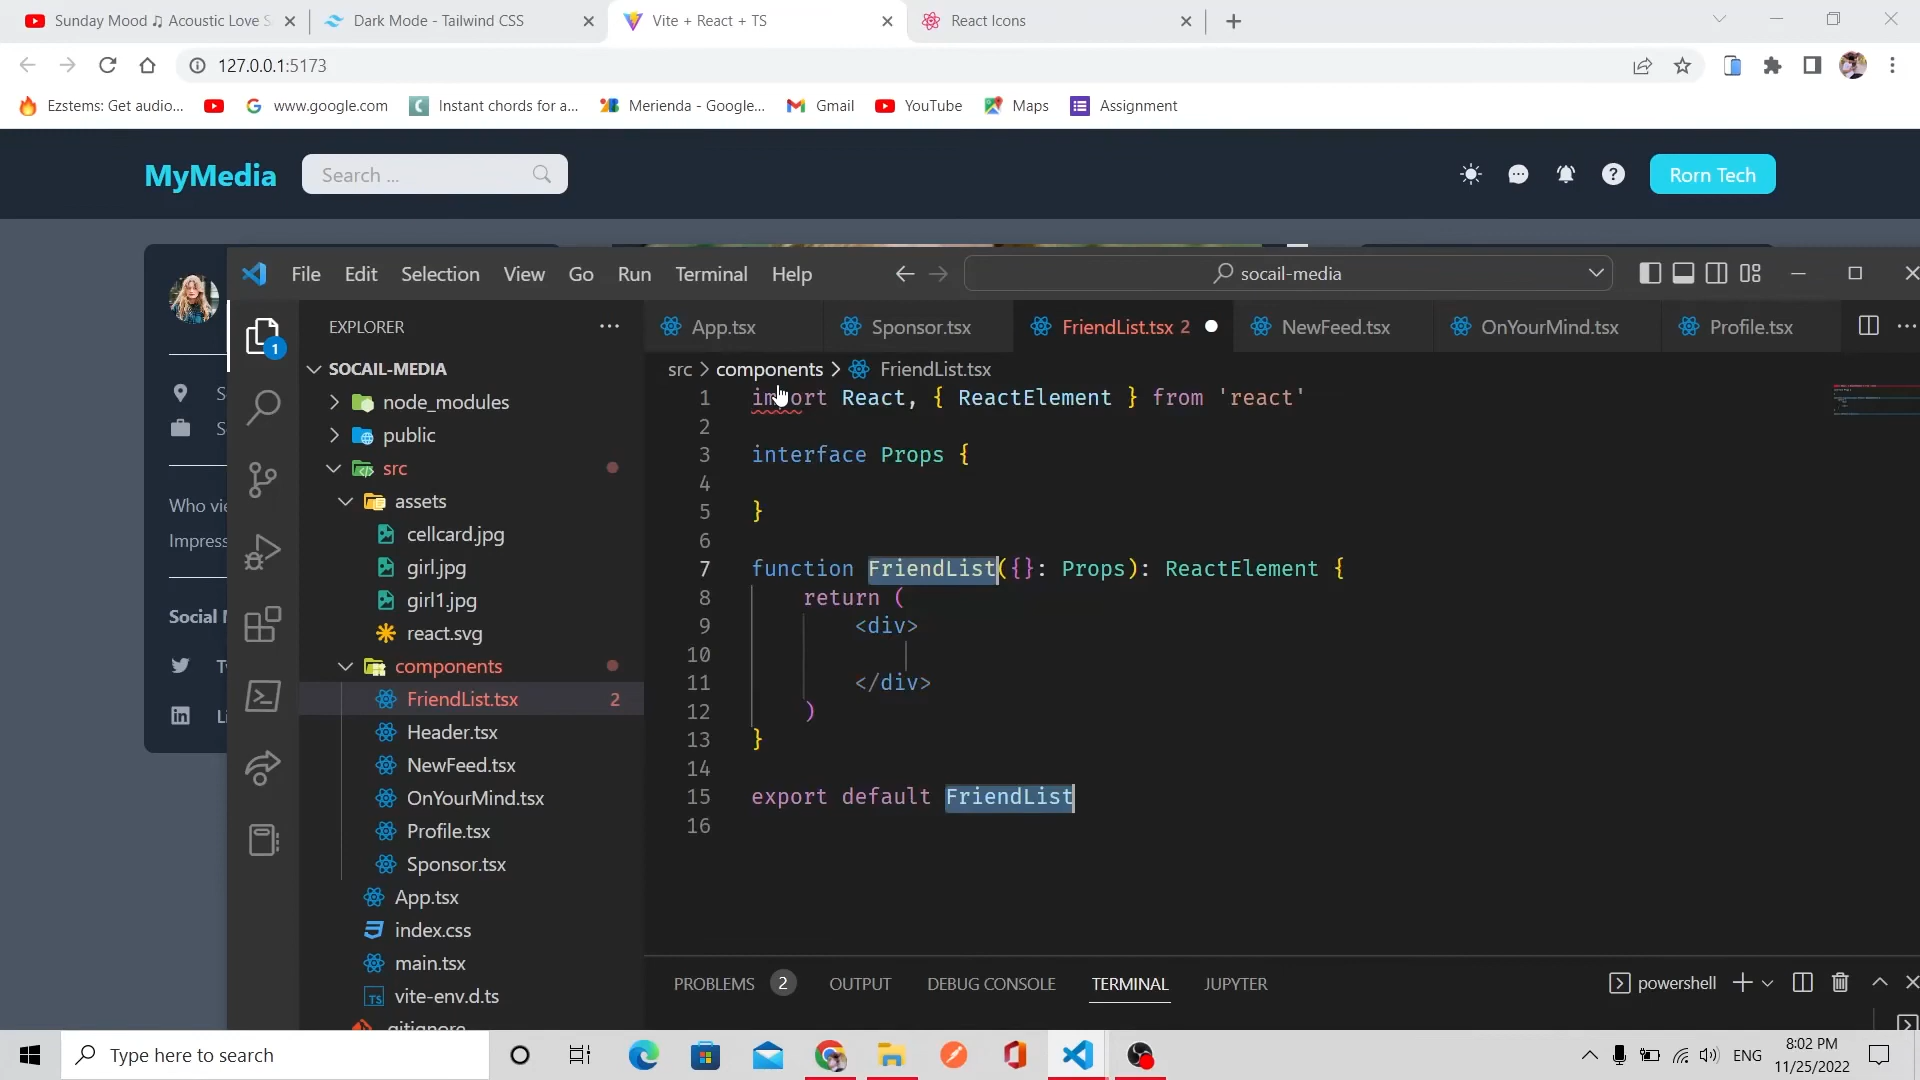 Sunday Mood ♫ Acoustic Love S
Dark Mode - Tailwind CSS
Vite + React + TS
React Icons
127.0.0.1:5173
Ezstems: Get audio...
www.google.com
Instant chords for a...
Merienda - Google...
Gmail
YouTube
Maps
Assignment
MyMedia
Search ...
Rorn Tech
Who vie
Impress
Social
File Edit Selection View Go Run Terminal Help
socail-media
EXPLORER
1
SOCAIL-MEDIA
node_modules
public
src
assets
cellcard.jpg
girl.jpg
girl1.jpg
react.svg
components
FriendList.tsx 2
Header.tsx
NewFeed.tsx
OnYourMind.tsx
Profile.tsx
Sponsor.tsx
App.tsx
index.css
main.tsx
vite-env.d.ts
App.tsx
Sponsor.tsx
FriendList.tsx 2
NewFeed.tsx
OnYourMind.tsx
Profile.tsx
src > components > FriendList.tsx
1 import React, { ReactElement } from 'react'
2
3 interface Props {
4
5 }
6
7 function FriendList({}: Props): ReactElement {
8 return (
9 <div>
10
11 </div>
12 )
13 }
14
15 export default FriendList
16
PROBLEMS 2 OUTPUT DEBUG CONSOLE TERMINAL JUPYTER
powershell
Type here to search
ENG
8:02 PM
11/25/2022